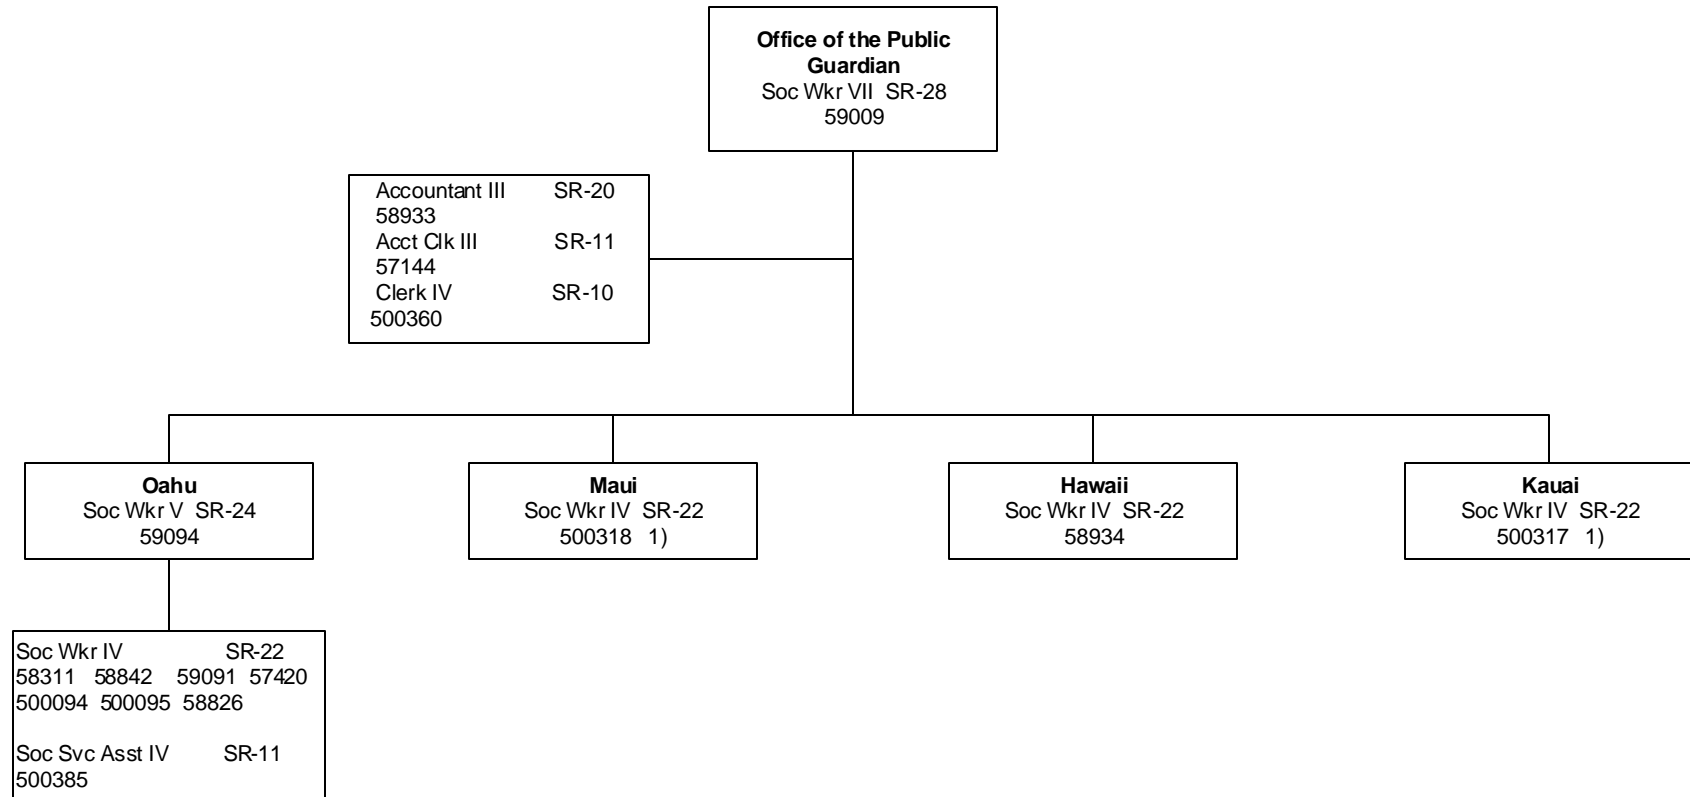 Office of the Public
Guardian
Soc Wkr VII SR-28
59009
Accountant III SR-20
58933
Acct Clk III SR-11
57144
Clerk IV SR-10
500360
Oahu
Soc Wkr V SR-24
59094
Maui
Soc Wkr IV SR-22
500318 1)
Hawaii
Soc Wkr IV SR-22
58934
Kauai
Soc Wkr IV SR-22
500317 1)
Soc Wkr IV SR-22
58311 58842 59091 57420
500094 500095 58826
Soc Svc Asst IV SR-11
500385